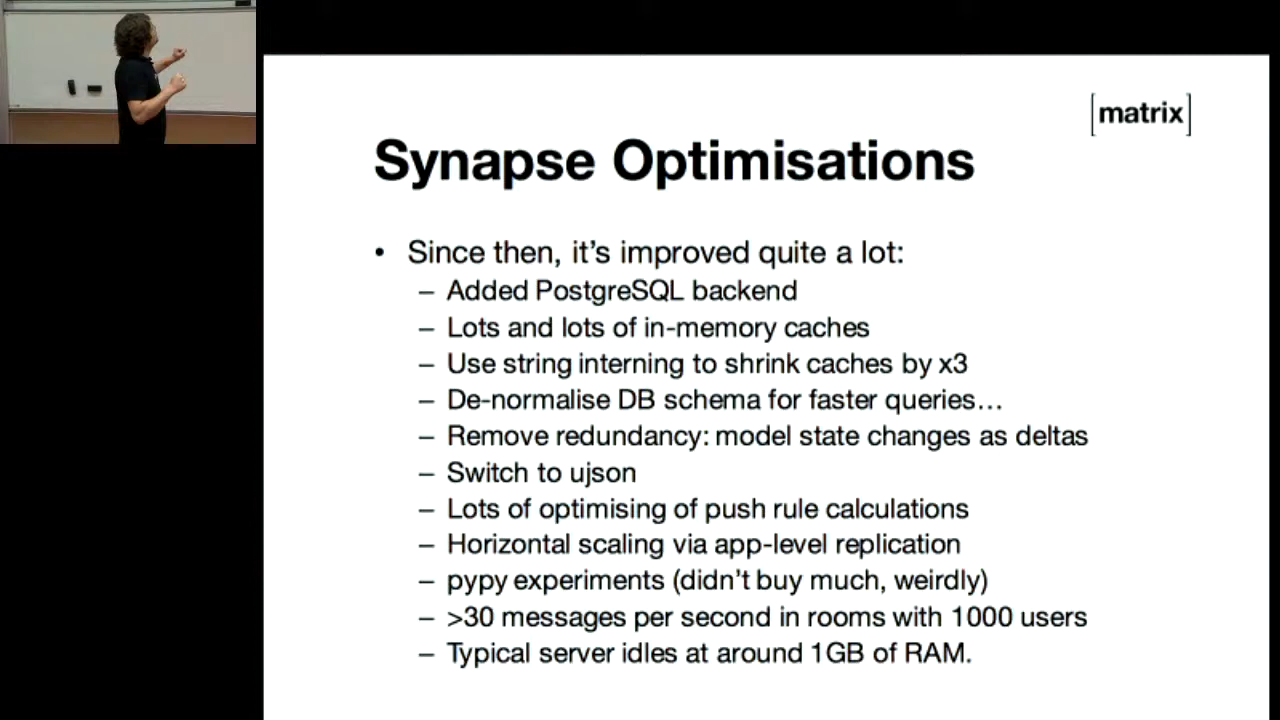 [matrix]
Synapse Optimisations
• Since then, it's improved quite a lot:
– Added PostgreSQL backend
– Lots and lots of in-memory caches
– Use string interning to shrink caches by x3
– De-normalise DB schema for faster queries…
– Remove redundancy: model state changes as deltas
– Switch to ujson
– Lots of optimising of push rule calculations
– Horizontal scaling via app-level replication
– pypy experiments (didn't buy much, weirdly)
– >30 messages per second in rooms with 1000 users
– Typical server idles at around 1GB of RAM.